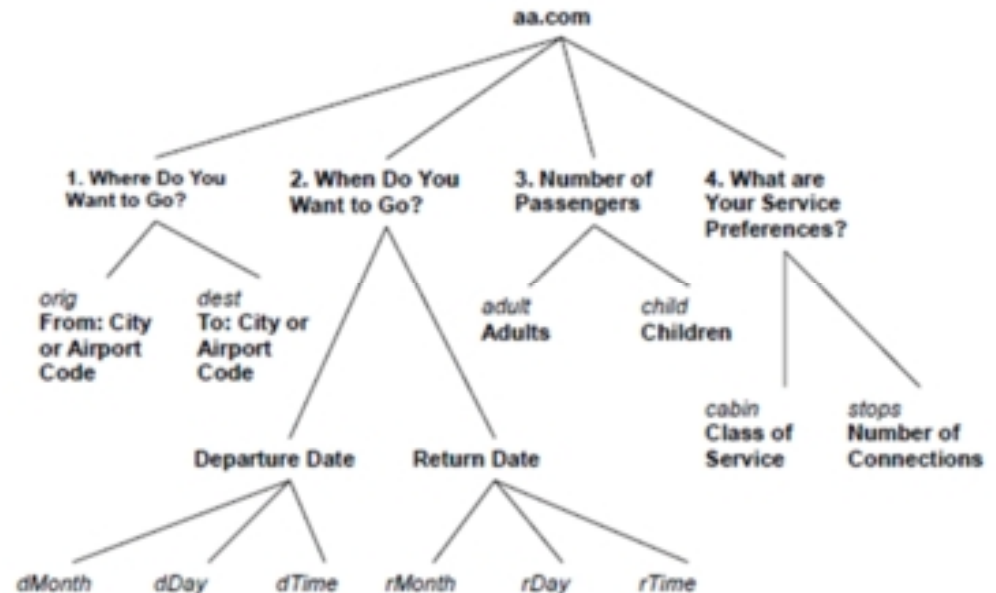 aa.com
1. Where Do You
Want to Go?
2. When Do You
Want to Go?
3. Number of
Passengers
4. What are
Your Service
Preferences?
orig
From: City
or Airport
Code
dest
To: City or
Airport
Code
adult
Adults
child
Children
cabin
Class of
Service
stops
Number of
Connections
Departure Date
Return Date
dMonth
dDay
dTime
rMonth
rDay
rTime